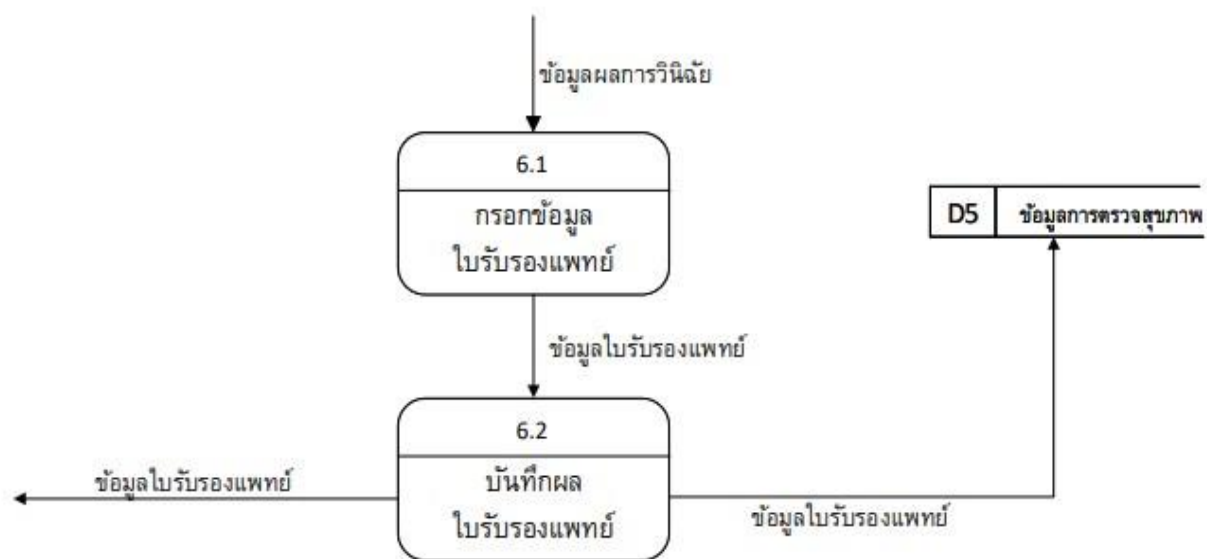 ข้อมูลผลการวินิฉัย
6.1
กรอกข้อมูล
ใบรับรองแพทย์
D5 ข้อมูลการตรวจสุขภาพ
ข้อมูลใบรับรองแพทย์
6.2
บันทึกผล
ใบรับรองแพทย์
ข้อมูลใบรับรองแพทย์
ข้อมูลใบรับรองแพทย์